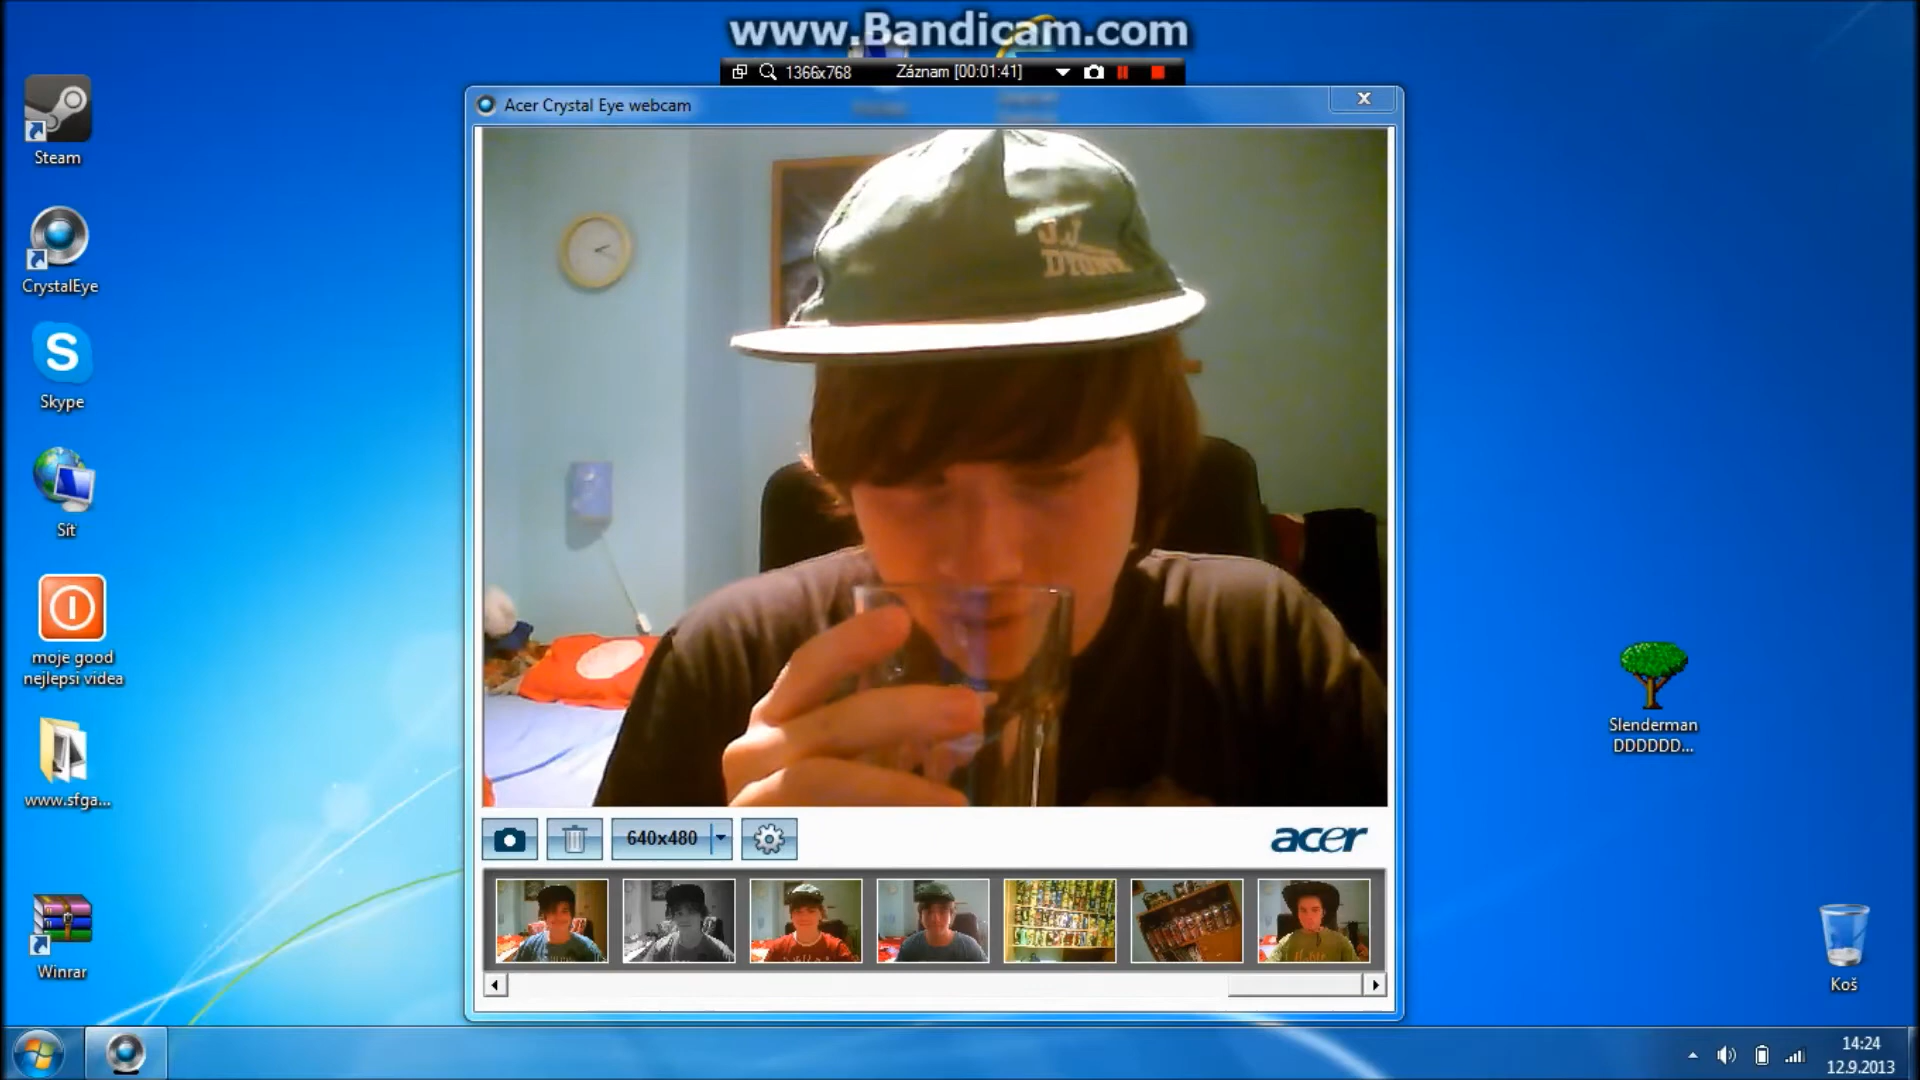 www.Bandicam.com
1366x768 Záznam [00:01:41]
Acer Crystal Eye webcam
Steam
CrystalEye
Skype
Sít
moje good
nejlepsi videa
www.sfga...
Winrar
J.J
640x480
acer
Slenderman
DDDDDD...
Koš
14:24
12.9.2013